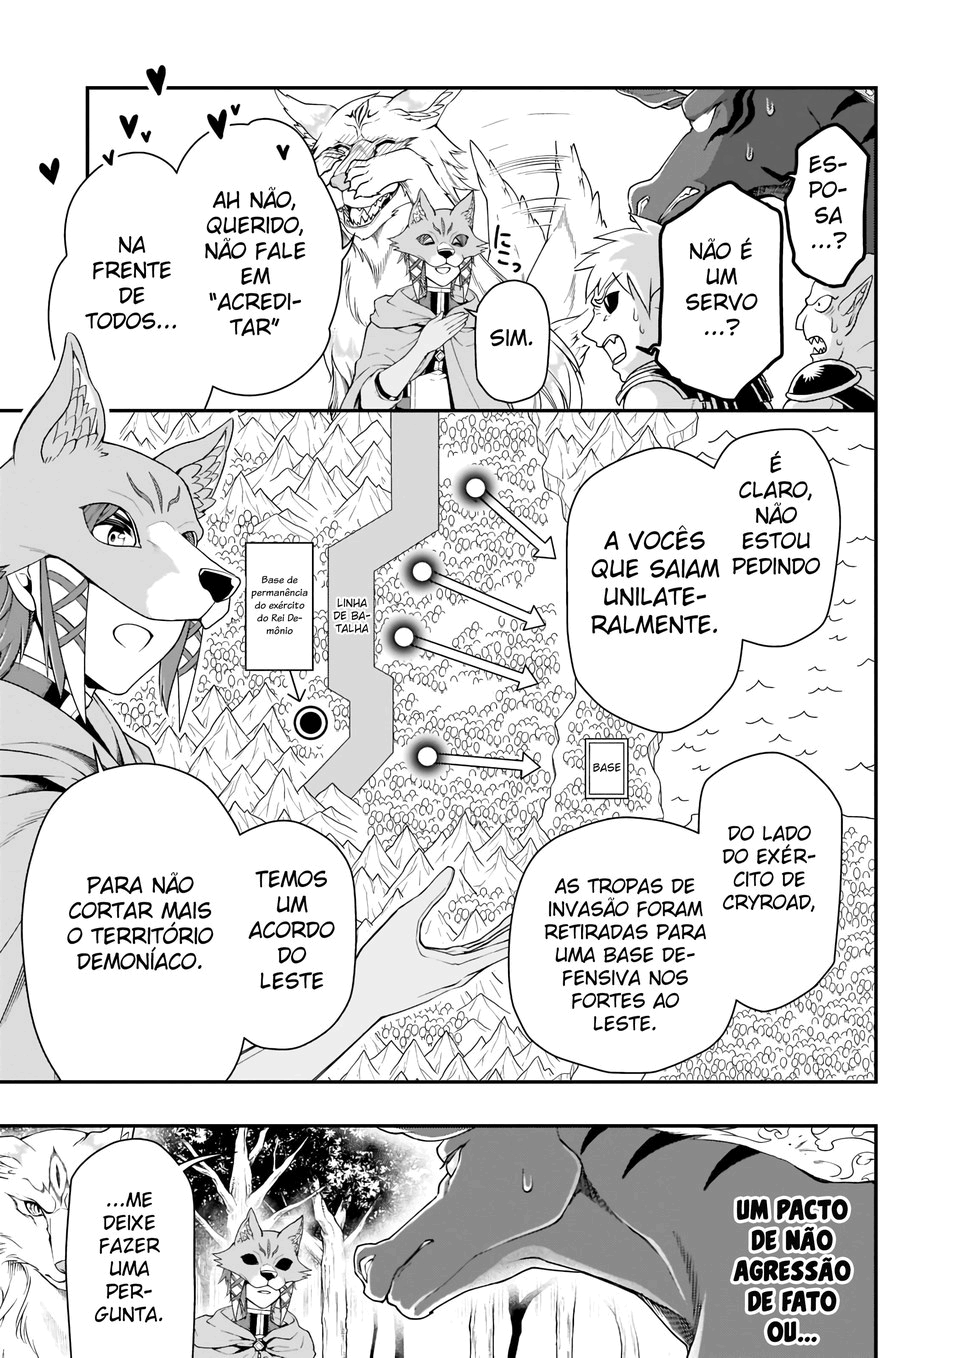 ES-
PO-
SA
...?
NÃO É
UM
SERVO
...?
SIM.
にこっ
AH NÃO,
QUERIDO,
NÃO FALE
EM
"ACREDI-
TAR"
NA
FRENTE
DE
TODOS...
É
CLARO,
NÃO
ESTOU
PEDINDO
A VOCÊS
QUE SAIAM
UNILATE-
RALMENTE.
Base de
permanência
do exército
do Rei De-
mônio
LINHA
DE BA-
TALHA
BASE
DO LADO
DO EXÉR-
CITO DE
CRYROAD,
AS TROPAS DE
INVASÃO FORAM
RETIRADAS PARA
UMA BASE DE-
FENSIVA NOS
FORTES AO
LESTE.
TEMOS
UM
ACORDO
DO
LESTE
PARA NÃO
CORTAR MAIS
O TERRITÓRIO
DEMONÍACO.
UM PACTO
DE NÃO
AGRESSÃO
DE FATO
OU...
...ME
DEIXE
FAZER
UMA
PER-
GUNTA.